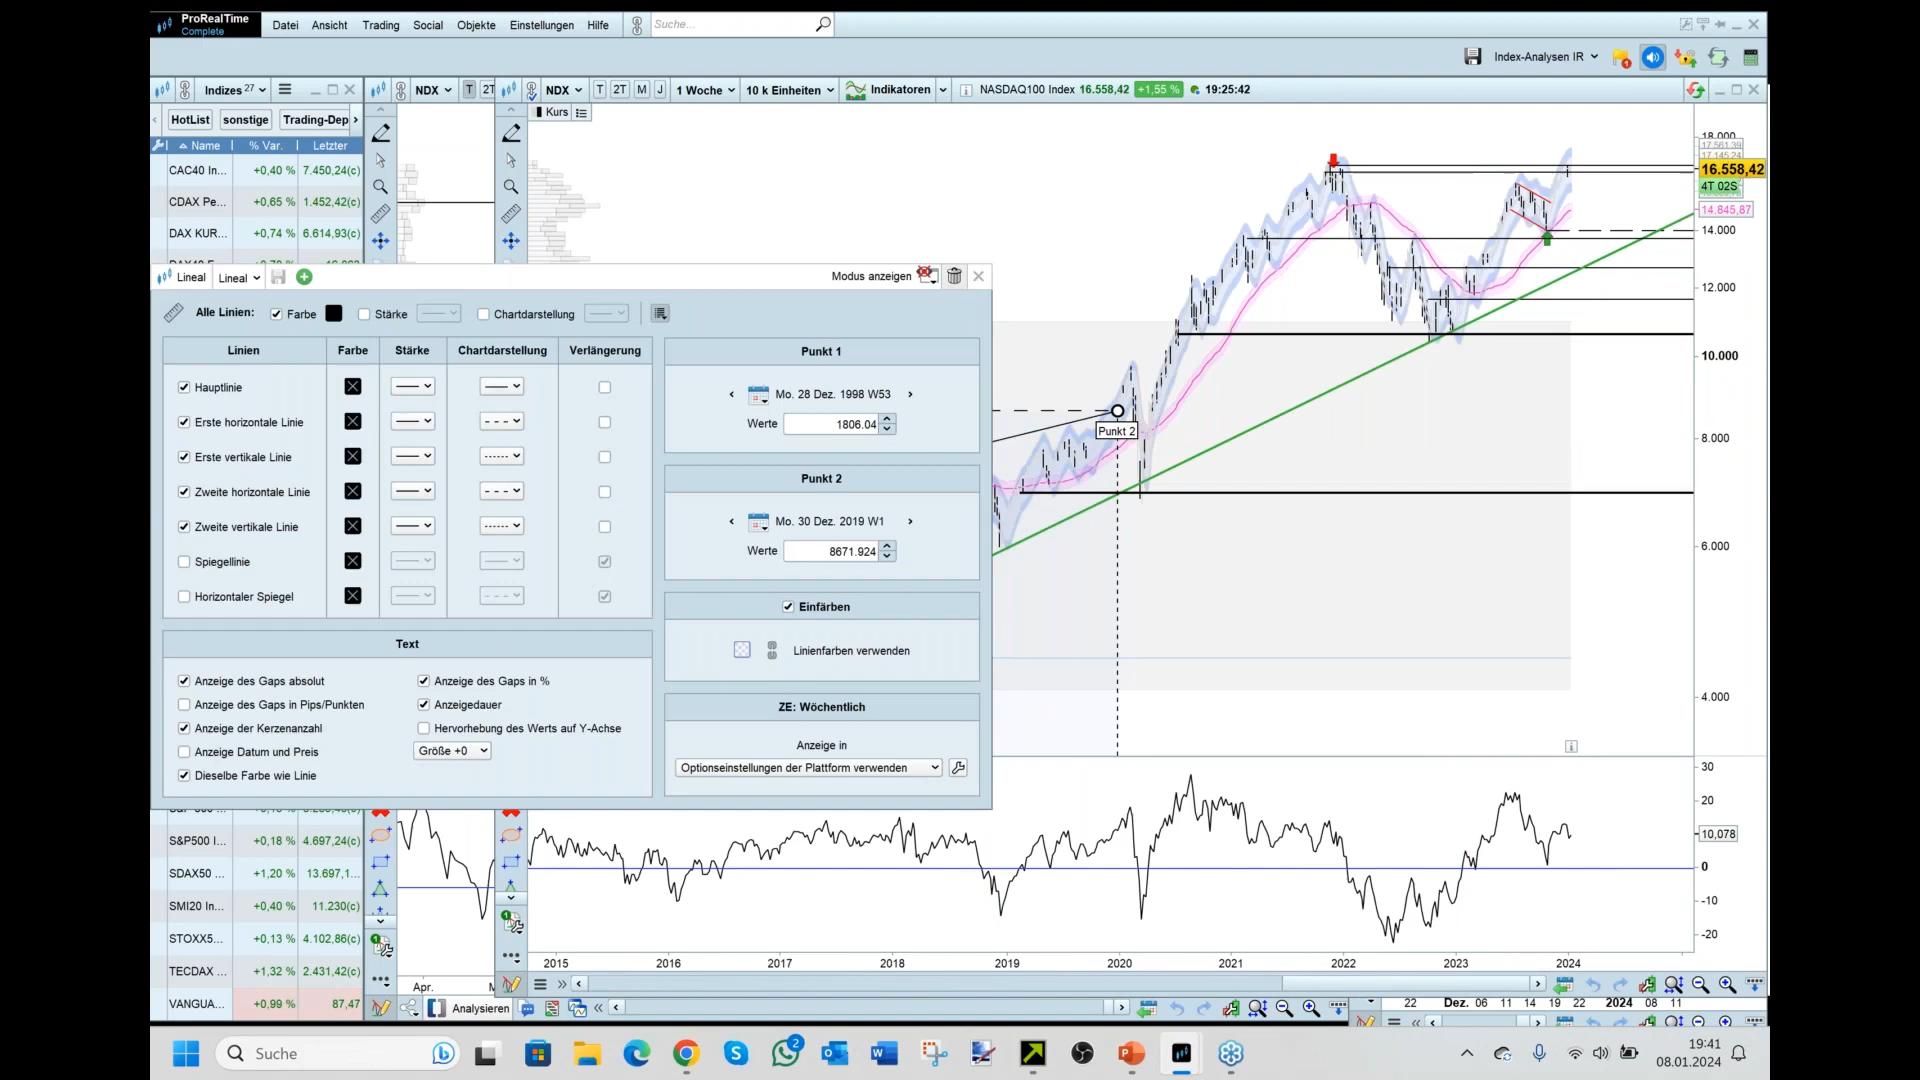 ProRealTime
Complete
Datei Ansicht Trading Social Objekte Einstellungen Hilfe
Suche...
Index-Analysen IR
Indizes 27
NDX T 2T
NDX T 2T M J 1 Woche 10 k Einheiten Indikatoren NASDAQ100 Index 16.558,42 +1,55 % 19:25:42
HotList sonstige Trading-Dep
Kurs
Name % Var. Letzter
CAC40 In... +0,40 % 7.450,24(c)
CDAX Pe... +0,65 % 1.452,42(c)
DAX KUR... +0,74 % 6.614,93(c)
18.000
17.561,39
16.558,42
4T 02S
14.845,87
14.000
12.000
10.000
8.000
6.000
4.000
Punkt 2
Lineal Lineal Modus anzeigen
Alle Linien: Farbe Stärke Chartdarstellung
Linien Farbe Stärke Chartdarstellung Verlängerung
Hauptlinie
Erste horizontale Linie
Erste vertikale Linie
Zweite horizontale Linie
Zweite vertikale Linie
Spiegellinie
Horizontaler Spiegel
Punkt 1
Mo. 28 Dez. 1998 W53
Werte 1806.04
Punkt 2
Mo. 30 Dez. 2019 W1
Werte 8671.924
Einfärben
Linienfarben verwenden
Text
Anzeige des Gaps absolut Anzeige des Gaps in %
Anzeige des Gaps in Pips/Punkten Anzeigedauer
Anzeige der Kerzenanzahl Hervorhebung des Werts auf Y-Achse
Anzeige Datum und Preis Größe +0
Dieselbe Farbe wie Linie
ZE: Wöchentlich
Anzeige in
Optionseinstellungen der Plattform verwenden
S&P500 I... +0,18 % 4.697,24(c)
SDAX50 ... +1,20 % 13.697,1...
SMI20 In... +0,40 % 11.230(c)
STOXX5... +0,13 % 4.102,86(c)
TECDAX ... +1,32 % 2.431,42(c)
VANGUA... +0,99 % 87,47
30
20
10,078
0
-10
-20
2015 2016 2017 2018 2019 2020 2021 2022 2023 2024
Apr.
Analysieren
22 Dez. 06 11 14 19 22 2024 08 11
Suche
2
19:41
08.01.2024